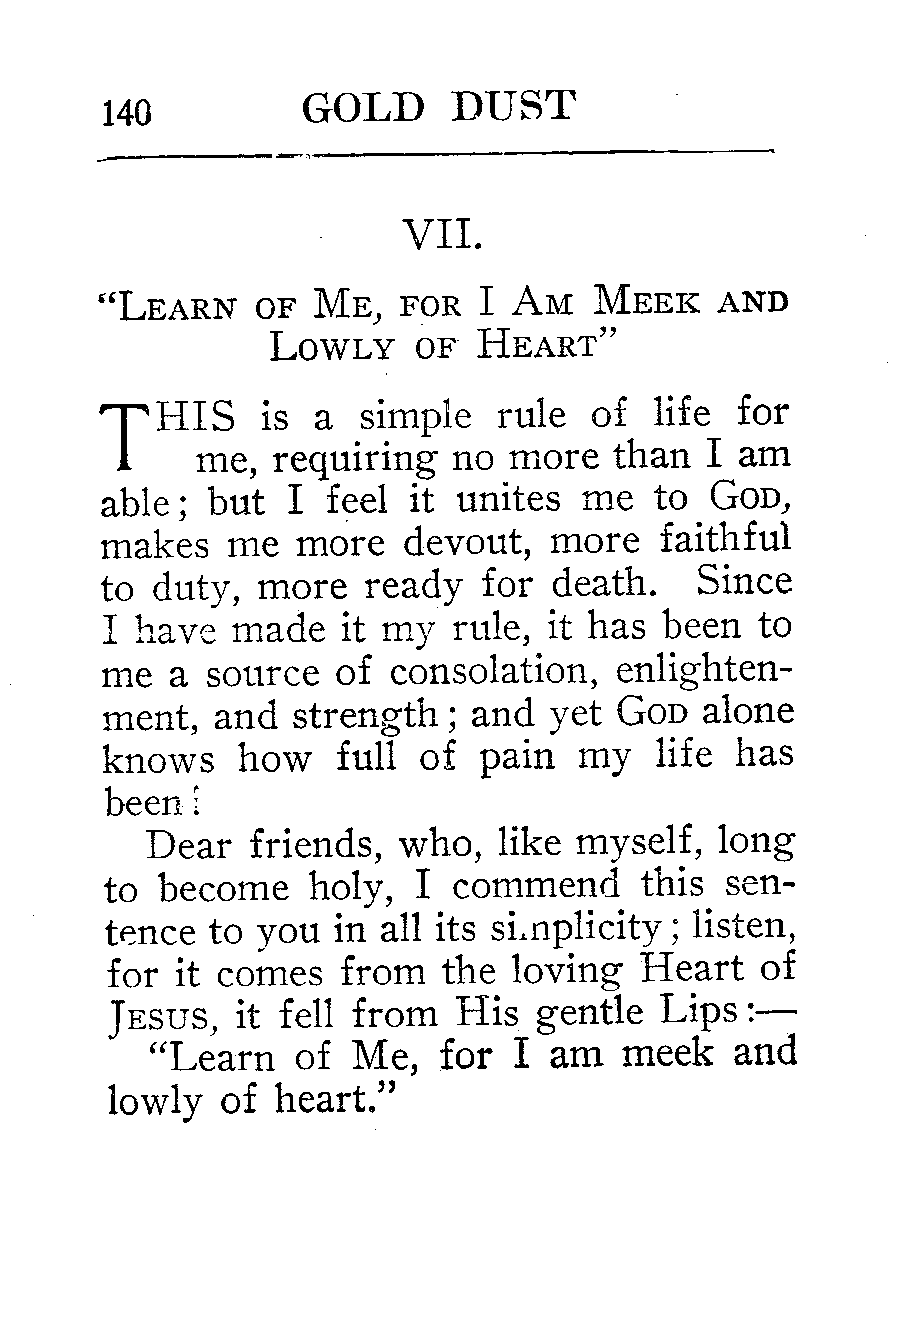 140 GOLD DUST
VII.
“LEARN OF ME, FOR I AM MEEK AND
LOWLY OF HEART”
THIS is a simple rule of life for
me, requiring no more than I am
able; but I feel it unites me to GOD,
makes me more devout, more faithful
to duty, more ready for death. Since
I have made it my rule, it has been to
me a source of consolation, enlighten-
ment, and strength; and yet GOD alone
knows how full of pain my life has
been!
Dear friends, who, like myself, long
to become holy, I commend this sen-
tence to you in all its simplicity; listen,
for it comes from the loving Heart of
JESUS, it fell from His gentle Lips:—
“Learn of Me, for I am meek and
lowly of heart.”